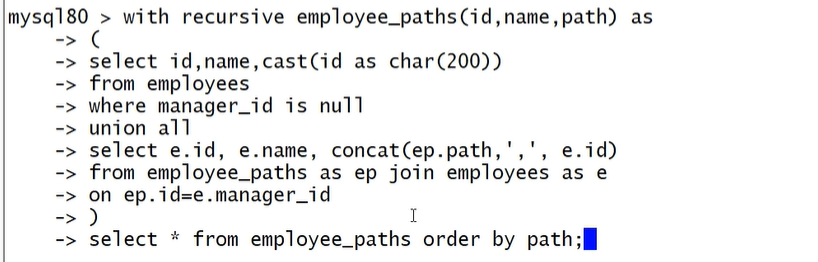 mysql80 > with recursive employee_paths(id,name,path) as
-> (
-> select id,name,cast(id as char(200))
-> from employees
-> where manager_id is null
-> union all
-> select e.id, e.name, concat(ep.path,',', e.id)
-> from employee_paths as ep join employees as e
-> on ep.id=e.manager_id
-> )
-> select * from employee_paths order by path;